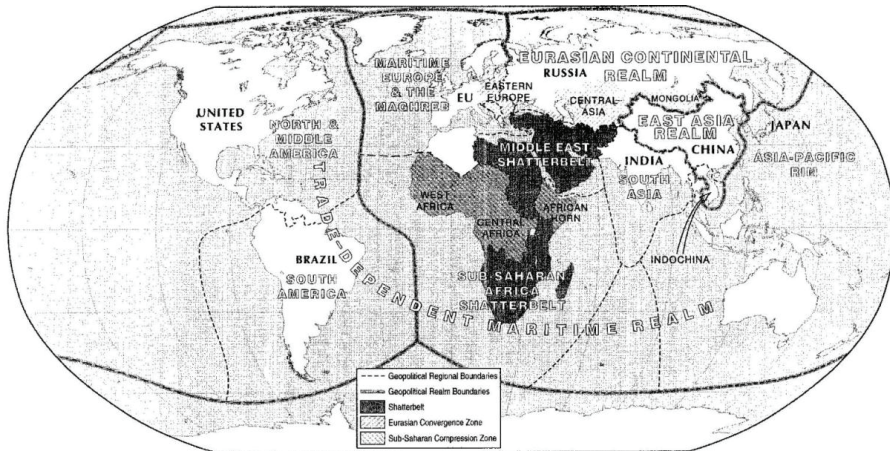 MARITIME
EUROPE
& THE
MAGHREB
EURASIAN CONTINENTAL
REALM
RUSSIA
EU
EASTERN
EUROPE
CENTRAL
ASIA
MONGOLIA
EAST ASIA
REALM
CHINA
JAPAN
ASIA-PACIFIC
RIM
UNITED
STATES
NORTH &
MIDDLE
AMERICA
MIDDLE EAST
SHATTERBELT
INDIA
SOUTH
ASIA
WEST
AFRICA
AFRICAN
HORN
CENTRAL
AFRICA
INDOCHINA
BRAZIL
SOUTH
AMERICA
SUB-SAHARAN
AFRICA
SHATTERBELT
TRADE-DEPENDENT MARITIME REALM
Geopolitical Regional Boundaries
Geopolitical Realm Boundaries
Shatterbelt
Eurasian Convergence Zone
Sub-Saharan Compression Zone